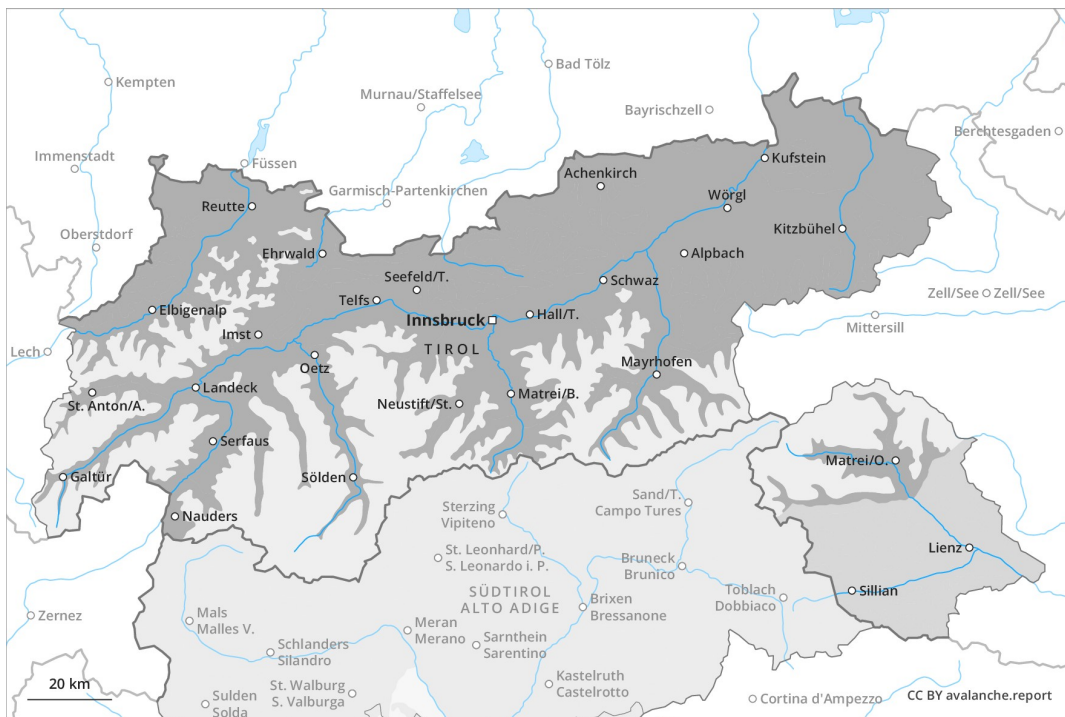 Bad Tölz
Kempten
Murnau/Staffelsee
Bayrischzell
Berchtesgaden
Immenstadt
Füssen
Kufstein
Achenkirch
Garmisch-Partenkirchen
Reutte
Wörgl
Oberstdorf
Kitzbühel
Ehrwald
Alpbach
Seefeld/T.
Schwaz
Zell/See
Zell/See
Telfs
Elbigenalp
Innsbruck
Hall/T.
Mittersill
Imst
TIROL
Lech
Oetz
Mayrhofen
Landeck
St. Anton/A.
Neustift/St.
Matrei/B.
Serfaus
Matrei/O.
Galtür
Sölden
Sterzing
Vipiteno
Sand/T.
Campo Tures
Nauders
Lienz
St. Leonhard/P.
S. Leonardo i. P.
Bruneck
Brunico
SÜDTIROL
ALTO ADIGE
Toblach
Dobbiaco
Sillian
Brixen
Bressanone
Zernez
Mals
Malles V.
Meran
Merano
Sarnthein
Sarentino
Schlanders
Silandro
20 km
St. Walburg
S. Valburga
Kastelruth
Castelrotto
Sulden
Solda
Cortina d'Ampezzo
CC BY avalanche.report